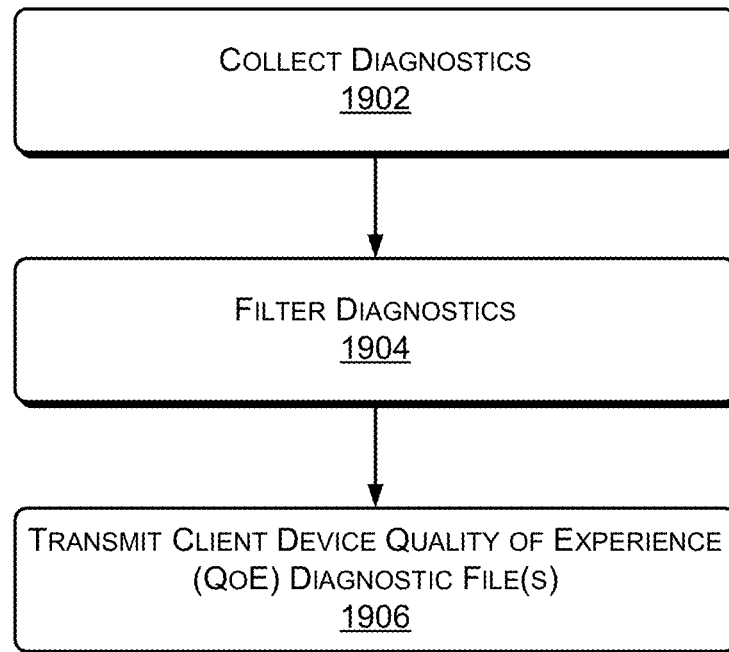 COLLECT DIAGNOSTICS
1902
FILTER DIAGNOSTICS
1904
TRANSMIT CLIENT DEVICE QUALITY OF EXPERIENCE
(QOE) DIAGNOSTIC FILE(S)
1906